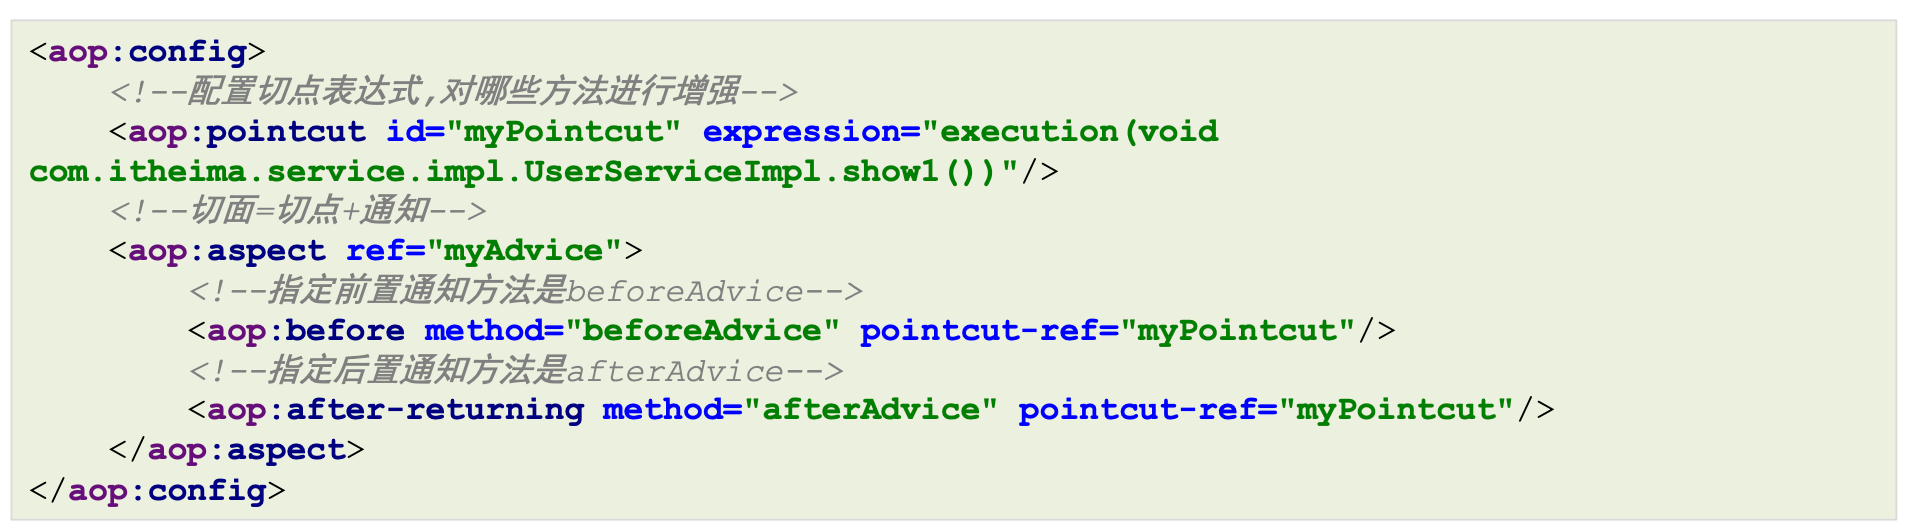 <aop:config>
    <!--配置切点表达式,对哪些方法进行增强-->
    <aop:pointcut id="myPointcut" expression="execution(void
com.itheima.service.impl.UserServiceImpl.show1())"/>
    <!--切面=切点+通知-->
    <aop:aspect ref="myAdvice">
        <!--指定前置通知方法是beforeAdvice-->
        <aop:before method="beforeAdvice" pointcut-ref="myPointcut"/>
        <!--指定后置通知方法是afterAdvice-->
        <aop:after-returning method="afterAdvice" pointcut-ref="myPointcut"/>
    </aop:aspect>
</aop:config>